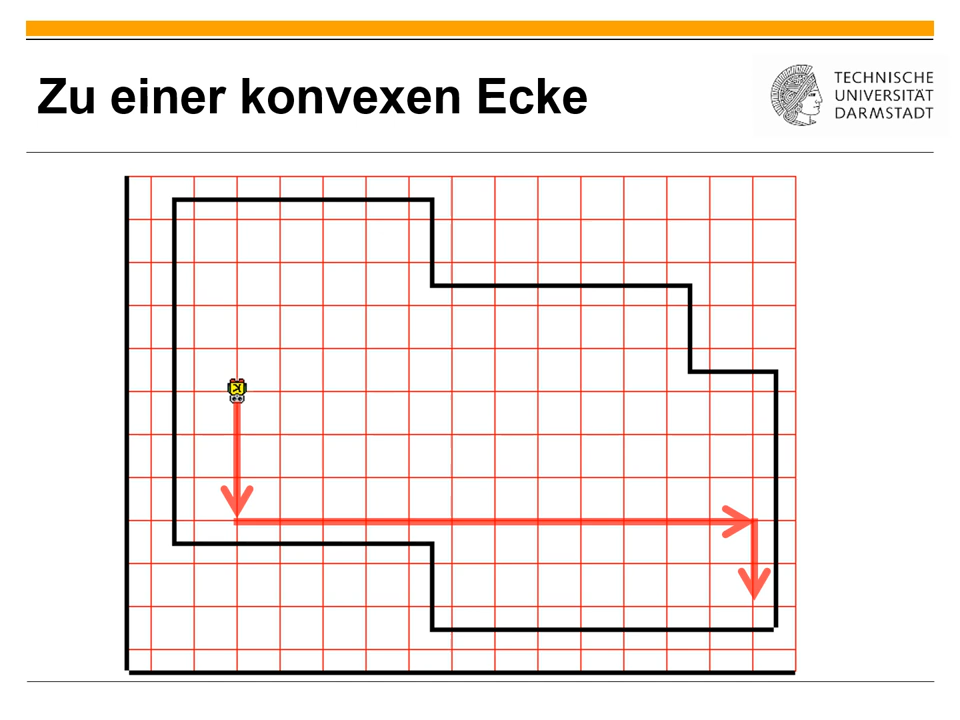 Zu einer konvexen Ecke
TECHNISCHE
UNIVERSITÄT
DARMSTADT